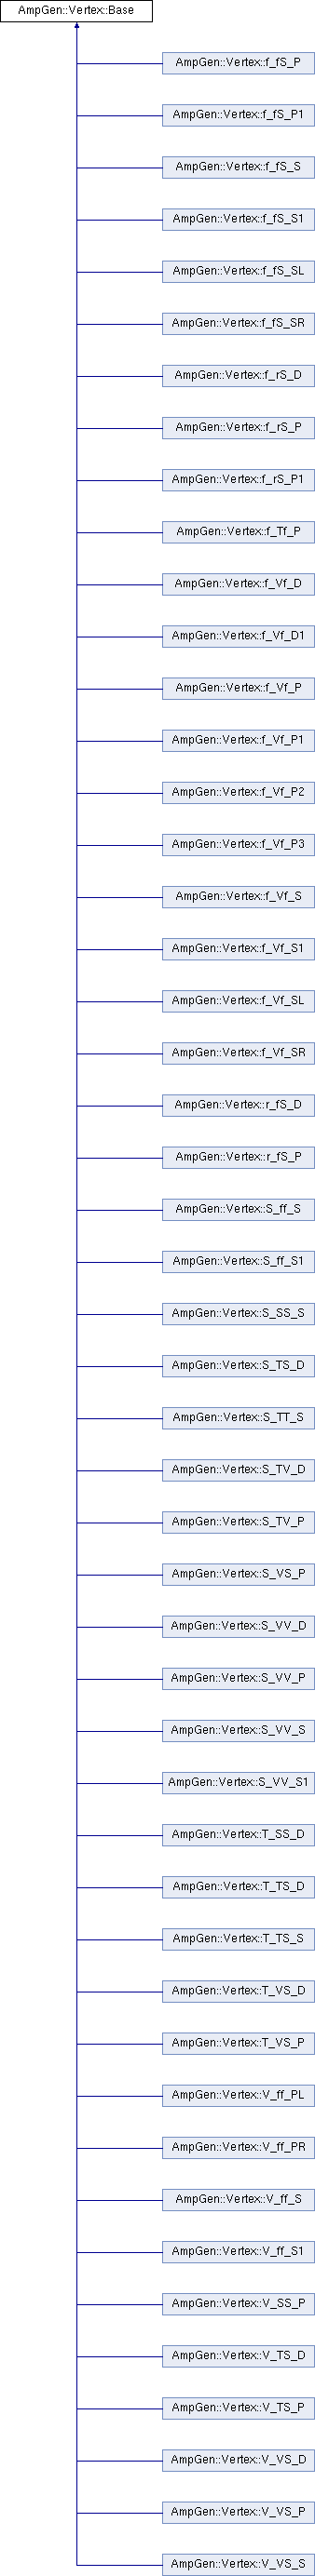 AmpGen::Vertex::Base
AmpGen::Vertex::f_fS_P
AmpGen::Vertex::f_fS_P1
AmpGen::Vertex::f_fS_S
AmpGen::Vertex::f_fS_S1
AmpGen::Vertex::f_fS_SL
AmpGen::Vertex::f_fS_SR
AmpGen::Vertex::f_rS_D
AmpGen::Vertex::f_rS_P
AmpGen::Vertex::f_rS_P1
AmpGen::Vertex::f_Tf_P
AmpGen::Vertex::f_Vf_D
AmpGen::Vertex::f_Vf_D1
AmpGen::Vertex::f_Vf_P
AmpGen::Vertex::f_Vf_P1
AmpGen::Vertex::f_Vf_P2
AmpGen::Vertex::f_Vf_P3
AmpGen::Vertex::f_Vf_S
AmpGen::Vertex::f_Vf_S1
AmpGen::Vertex::f_Vf_SL
AmpGen::Vertex::f_Vf_SR
AmpGen::Vertex::r_fS_D
AmpGen::Vertex::r_fS_P
AmpGen::Vertex::S_ff_S
AmpGen::Vertex::S_ff_S1
AmpGen::Vertex::S_SS_S
AmpGen::Vertex::S_TS_D
AmpGen::Vertex::S_TT_S
AmpGen::Vertex::S_TV_D
AmpGen::Vertex::S_TV_P
AmpGen::Vertex::S_VS_P
AmpGen::Vertex::S_VV_D
AmpGen::Vertex::S_VV_P
AmpGen::Vertex::S_VV_S
AmpGen::Vertex::S_VV_S1
AmpGen::Vertex::T_SS_D
AmpGen::Vertex::T_TS_D
AmpGen::Vertex::T_TS_S
AmpGen::Vertex::T_VS_D
AmpGen::Vertex::T_VS_P
AmpGen::Vertex::V_ff_PL
AmpGen::Vertex::V_ff_PR
AmpGen::Vertex::V_ff_S
AmpGen::Vertex::V_ff_S1
AmpGen::Vertex::V_SS_P
AmpGen::Vertex::V_TS_D
AmpGen::Vertex::V_TS_P
AmpGen::Vertex::V_VS_D
AmpGen::Vertex::V_VS_P
AmpGen::Vertex::V_VS_S